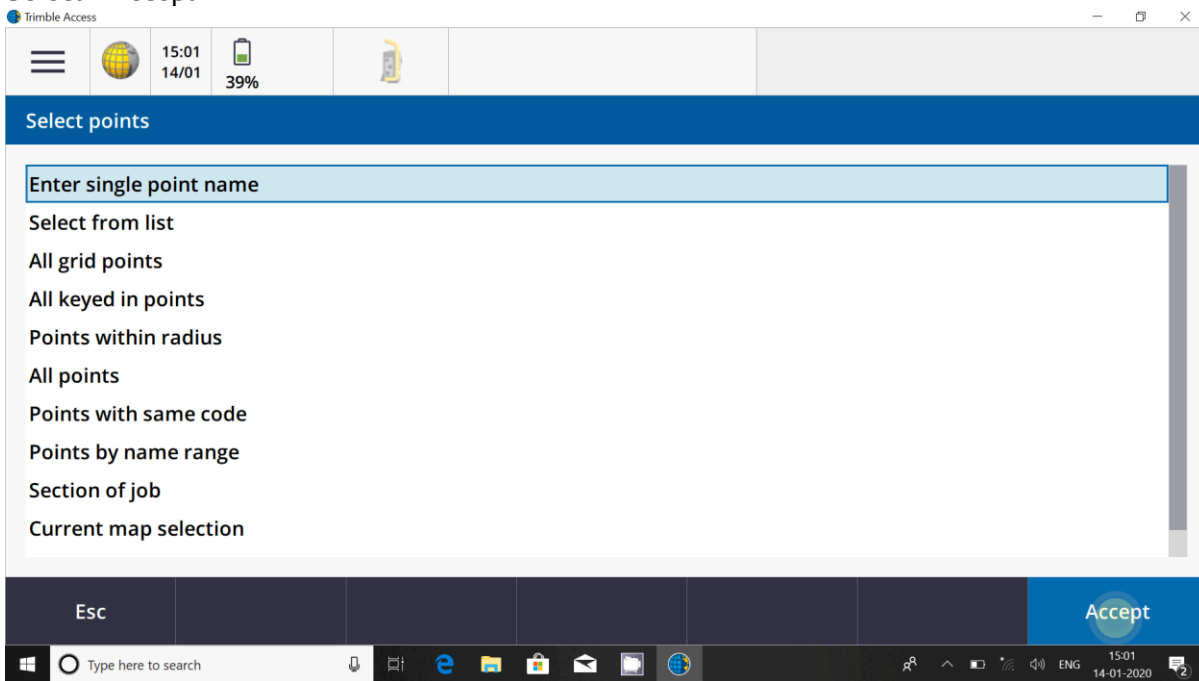 Trimble Access
15:01
14/01
39%
Select points
Enter single point name
Select from list
All grid points
All keyed in points
Points within radius
All points
Points with same code
Points by name range
Section of job
Current map selection
Esc
Accept
Type here to search
ENG
15:01
14-01-2020
2